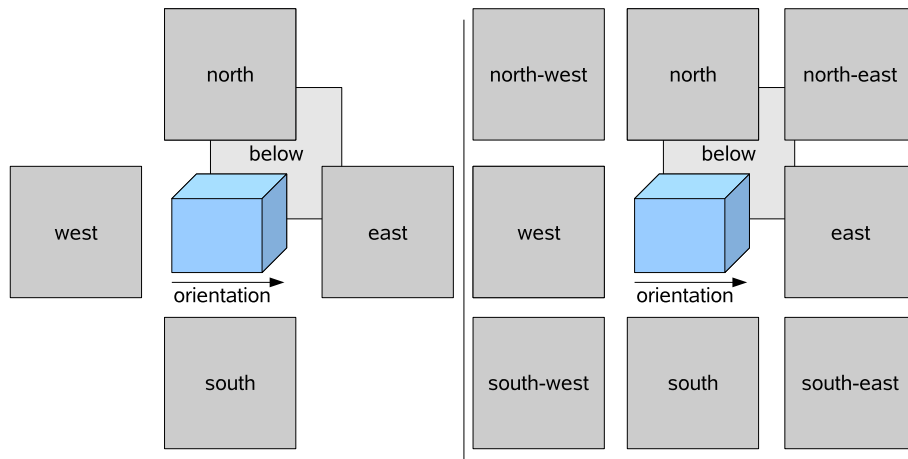 north
below
west
east
orientation
south
north-west
north
north-east
below
west
east
orientation
south-west
south
south-east